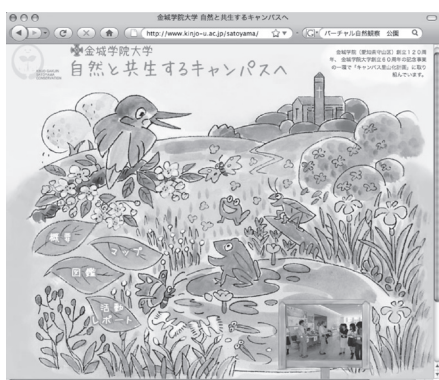 金城学院大学 自然と共生するキャンパスへ
http://www.kinjo-u.ac.jp/satoyama/
バーチャル自然観察 公園
金城学院大学
自然と共生するキャンパスへ
金城学院（愛知県守山区）創立１２０周
年、金城学院大学創立６０周年の記念事業
の一環で「キャンパス里山化計画」に取り
組んでいます。
概要
マップ
図鑑
活動
レポート